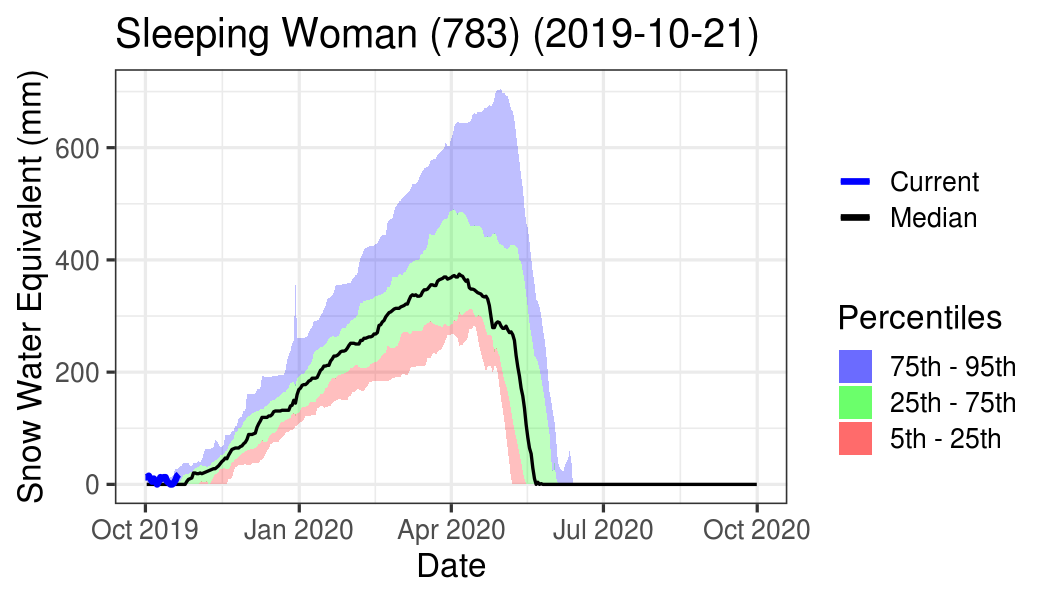 Sleeping Woman (783) (2019-10-21)
Snow Water Equivalent (mm)
600
400
200
0
Oct 2019
Jan 2020
Apr 2020
Jul 2020
Oct 2020
Date
Current
Median
Percentiles
75th - 95th
25th - 75th
5th - 25th